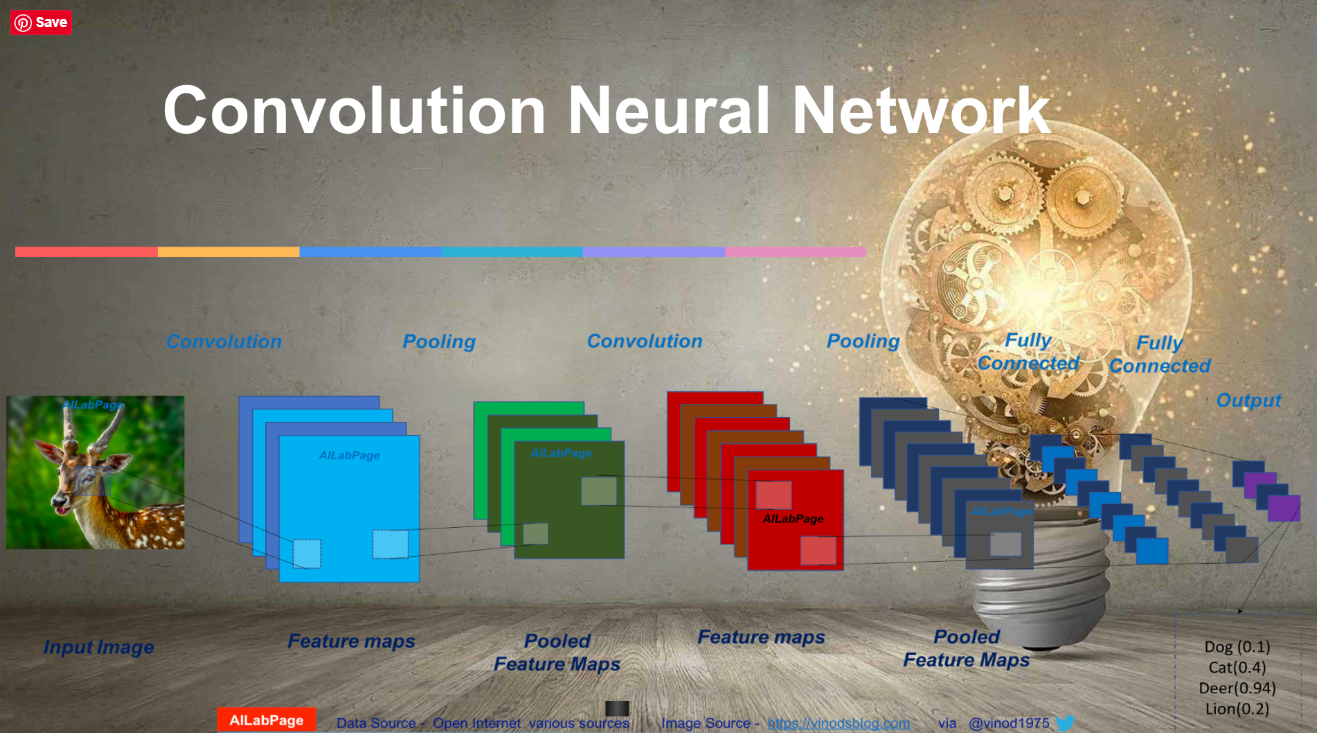 Save
Convolution Neural Network
Convolution
Pooling
Convolution
Pooling
Fully
Connected
Fully
Connected
Output
AILabPage
AILabPage
AILabPage
AILabPage
AILabPage
Input Image
Feature maps
Pooled
Feature Maps
Feature maps
Pooled
Feature Maps
Dog (0.1)
Cat(0.4)
Deer(0.94)
Lion(0.2)
AILabPage
Data Source - Open Internet various sources
Image Source - https://vinodsblog.com
via @vinod1975